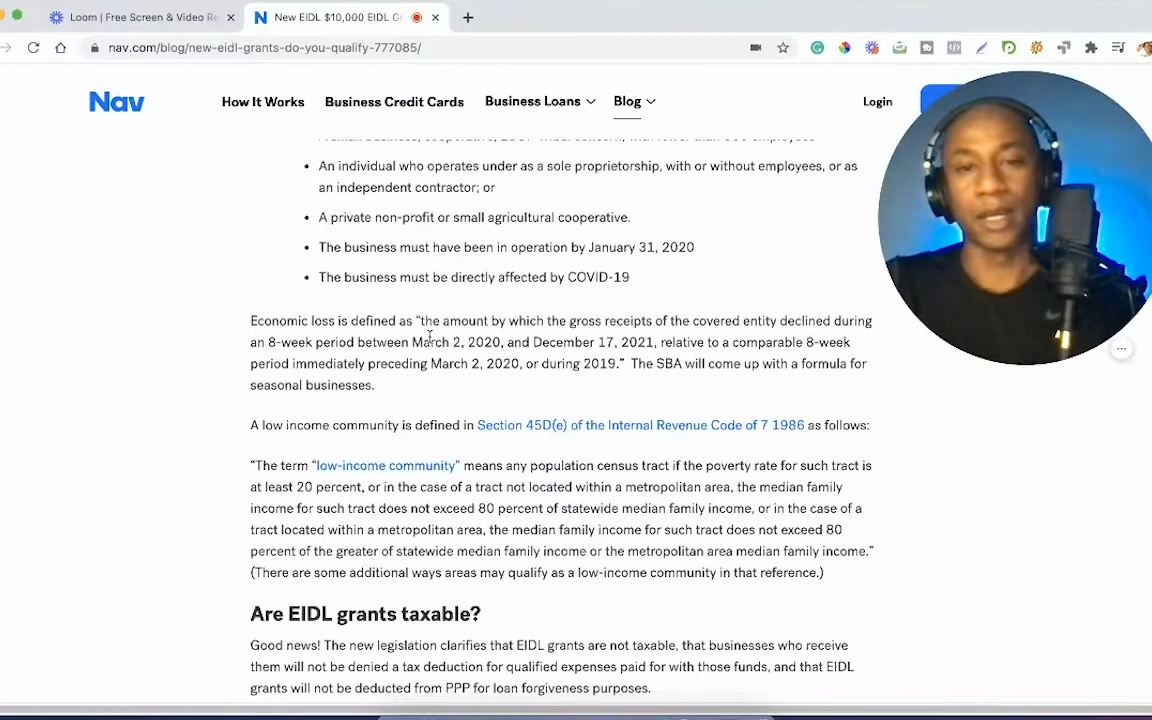 Loom | Free Screen & Video Re
New EIDL $10,000 EIDL Gr
nav.com/blog/new-eidl-grants-do-you-qualify-777085/
Nav
How It Works
Business Credit Cards
Business Loans
Blog
Login
An individual who operates under as a sole proprietorship, with or without employees, or as
an independent contractor; or
A private non-profit or small agricultural cooperative.
The business must have been in operation by January 31, 2020
The business must be directly affected by COVID-19
Economic loss is defined as “the amount by which the gross receipts of the covered entity declined during
an 8-week period between March 2, 2020, and December 17, 2021, relative to a comparable 8-week
period immediately preceding March 2, 2020, or during 2019.” The SBA will come up with a formula for
seasonal businesses.
A low income community is defined in Section 45D(e) of the Internal Revenue Code of 7 1986 as follows:
“The term “low-income community” means any population census tract if the poverty rate for such tract is
at least 20 percent, or in the case of a tract not located within a metropolitan area, the median family
income for such tract does not exceed 80 percent of statewide median family income, or in the case of a
tract located within a metropolitan area, the median family income for such tract does not exceed 80
percent of the greater of statewide median family income or the metropolitan area median family income.”
(There are some additional ways areas may qualify as a low-income community in that reference.)
Are EIDL grants taxable?
Good news! The new legislation clarifies that EIDL grants are not taxable, that businesses who receive
them will not be denied a tax deduction for qualified expenses paid for with those funds, and that EIDL
grants will not be deducted from PPP for loan forgiveness purposes.